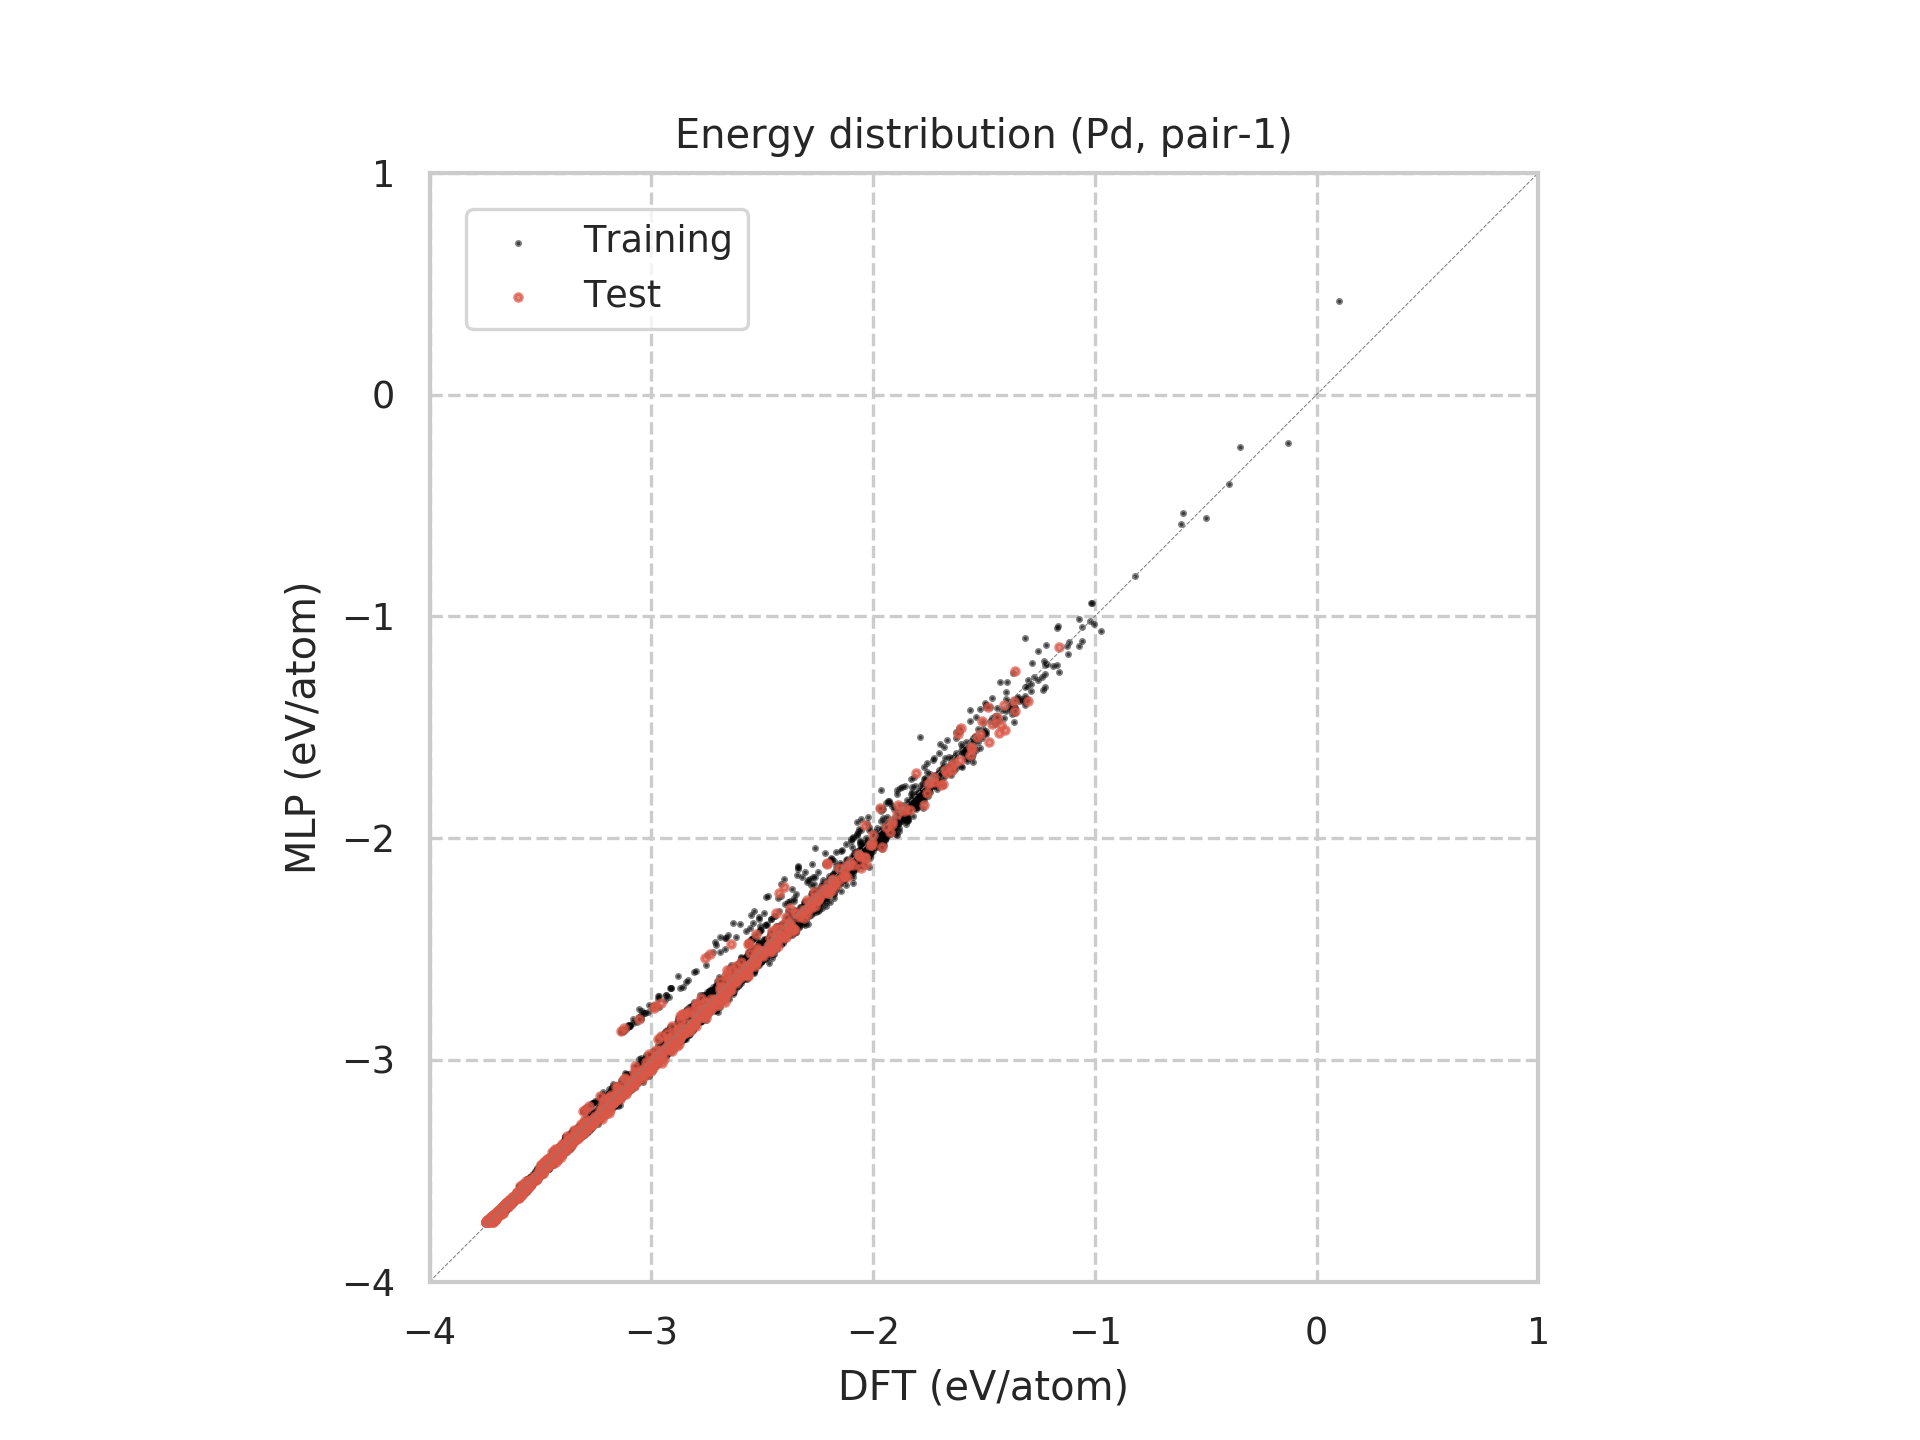 Energy distribution (Pd, pair-1)
Training
Test
1
0
−1
−2
−3
−4
MLP (eV/atom)
−4 −3 −2 −1 0 1
DFT (eV/atom)